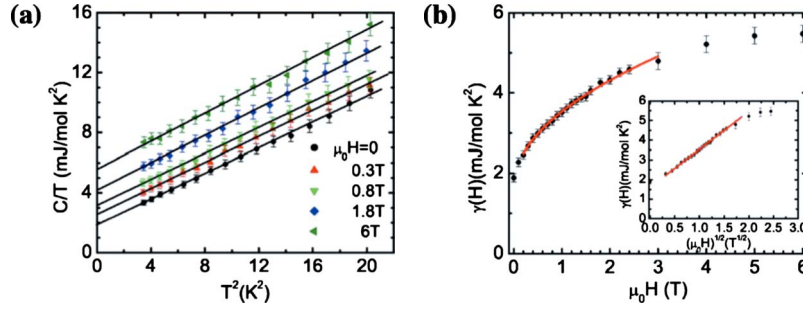 (a)
16
12
8
4
0
C/T (mJ/mol K²)
0 4 8 12 16 20
T²(K²)
μ₀H=0
0.3T
0.8T
1.8T
6T
(b)
6
4
2
0
γ(H)(mJ/mol K²)
0 1 2 3 4 5 6
μ₀H (T)
6
5
4
3
2
1
0
γ(H)(mJ/mol K²)
0.0 0.5 1.0 1.5 2.0 2.5 3.0
(μ₀H)¹/²(T¹/²)